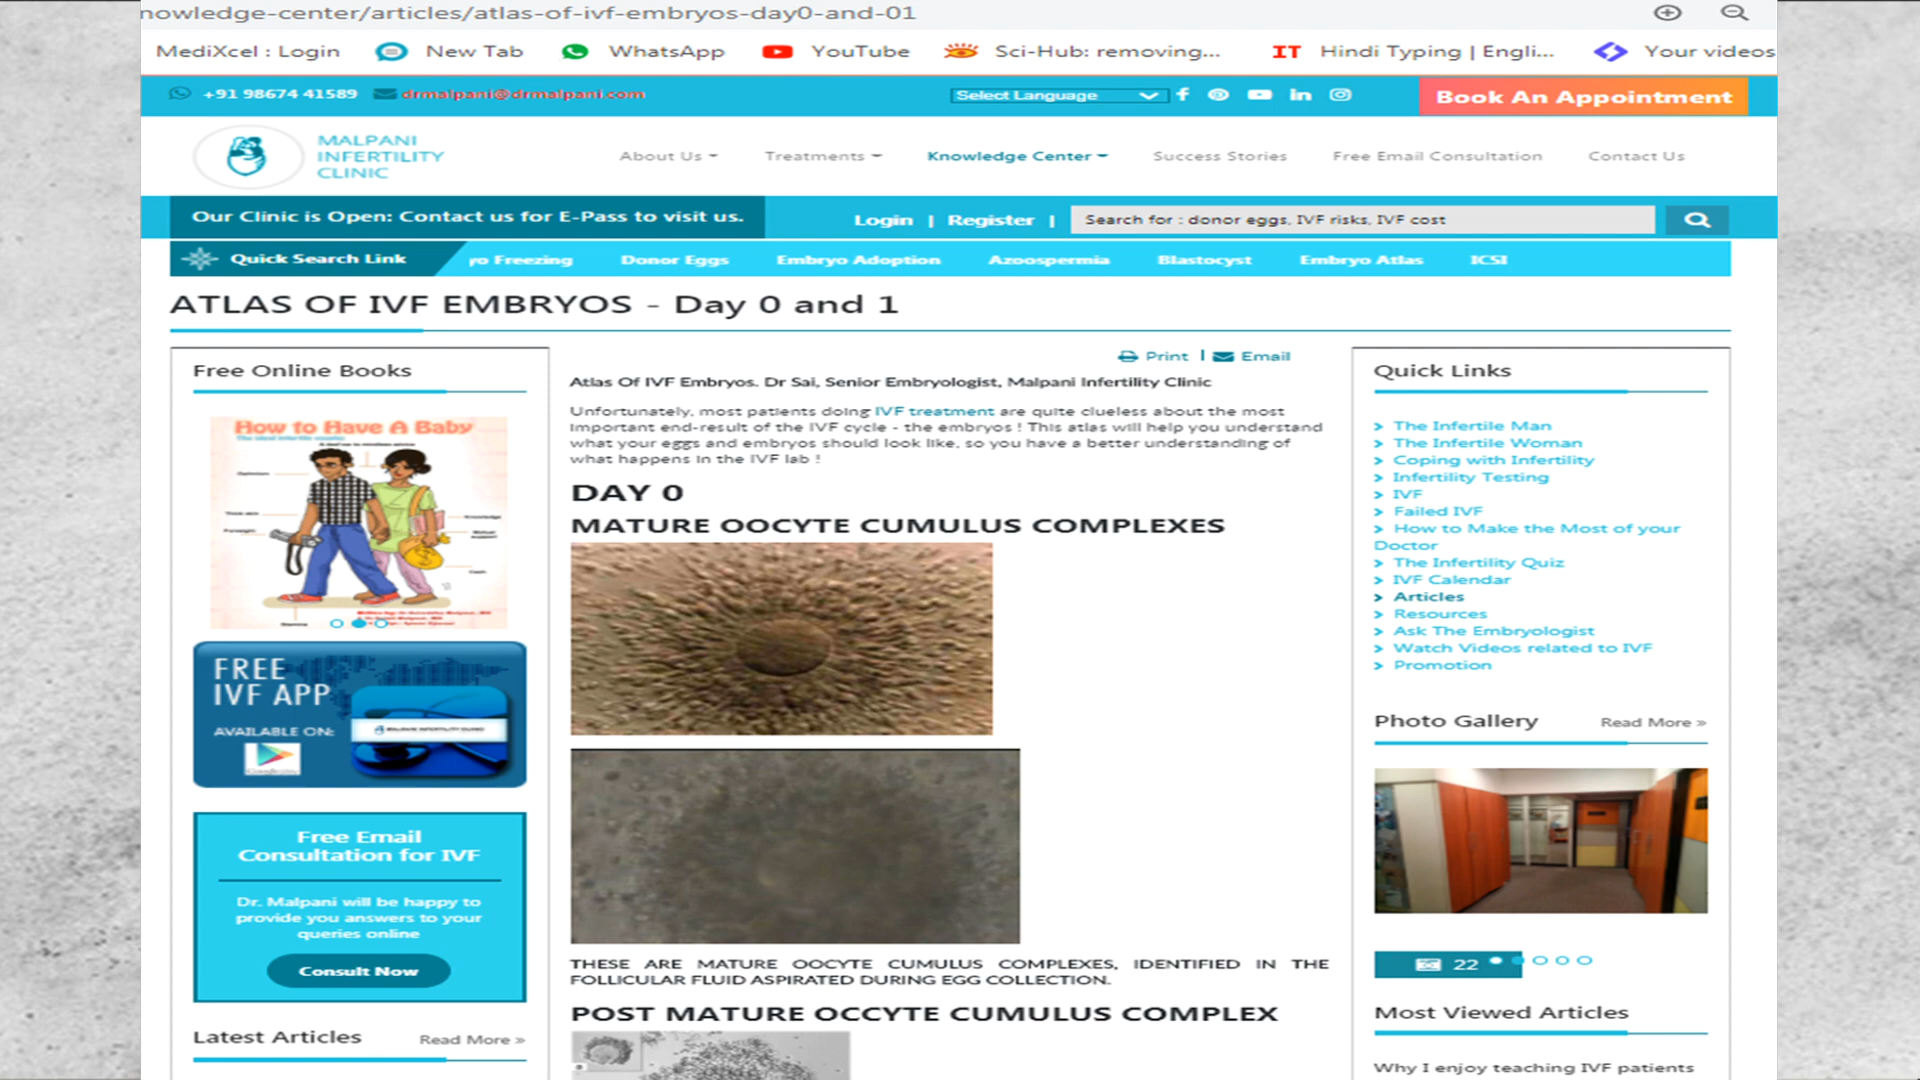 nowledge-center/articles/atlas-of-ivf-embryos-day0-and-01
MediXcel : Login
New Tab
WhatsApp
YouTube
Sci-Hub: removing...
IT Hindi Typing | Engli...
Your videos
+91 98674 41589
drmalpani@drmalpani.com
Select Language
Book An Appointment
MALPANI
INFERTILITY
CLINIC
About Us
Treatments
Knowledge Center
Success Stories
Free Email Consultation
Contact Us
Our Clinic is Open: Contact us for E-Pass to visit us.
Login | Register |
Search for : donor eggs, IVF risks, IVF cost
Quick Search Link
yo Freezing
Donor Eggs
Embryo Adoption
Azoospermia
Blastocyst
Embryo Atlas
ICSI
ATLAS OF IVF EMBRYOS - Day 0 and 1
Free Online Books
How to Have A Baby
FREE
IVF APP
AVAILABLE ON:
Free Email
Consultation for IVF
Dr. Malpani will be happy to
provide you answers to your
queries online
Consult Now
Latest Articles
Read More »
Print | Email
Atlas Of IVF Embryos. Dr Sai, Senior Embryologist, Malpani Infertility Clinic
Unfortunately, most patients doing IVF treatment are quite clueless about the most
important end-result of the IVF cycle - the embryos ! This atlas will help you understand
what your eggs and embryos should look like, so you have a better understanding of
what happens in the IVF lab !
DAY 0
MATURE OOCYTE CUMULUS COMPLEXES
THESE ARE MATURE OOCYTE CUMULUS COMPLEXES, IDENTIFIED IN THE
FOLLICULAR FLUID ASPIRATED DURING EGG COLLECTION.
POST MATURE OCCYTE CUMULUS COMPLEX
Quick Links
The Infertile Man
The Infertile Woman
Coping with Infertility
Infertility Testing
IVF
Failed IVF
How to Make the Most of your
Doctor
The Infertility Quiz
IVF Calendar
Articles
Resources
Ask The Embryologist
Watch Videos related to IVF
Promotion
Photo Gallery
Read More »
22
Most Viewed Articles
Why I enjoy teaching IVF patients